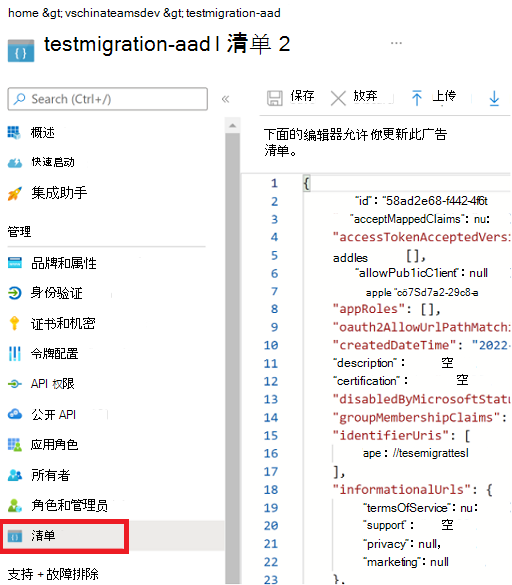 home &gt; vschinateamsdev &gt; testmigration-aad
testmigration-aad | 清单 2
Search (Ctrl+/)
保存 放弃 上传
概述
快速启动
集成助手
管理
品牌和属性
身份验证
证书和机密
令牌配置
API 权限
公开 API
应用角色
所有者
角色和管理员
清单
支持 +故障排除
下面的编辑器允许你更新此广告
清单。
1 {
2 "id": "58ad2e68-f442-4f6t
3 "acceptMappedClaims": nu:
4 "accessTokenAcceptedVersi
5 addles [],
6 "allowPub1icC1ient": null
7 apple "co7Sd7a2-29c8-a
8 "appRoles": [],
9 "oauth2AllowUrlPathMatchi
10 "createdDateTime": "2022-
11 "description": 空
12 "certification": 空
13 "disabledByMicrosoftStatu
14 "groupMembershipClaims":
15 "identifierUris": [
16 ape: //tesemigrattesl
17 ],
18 "informationalUrls": {
19 "termsOfService": nu:
20 "support": 空
21 "privacy": null,
22 "marketing": null
23 },